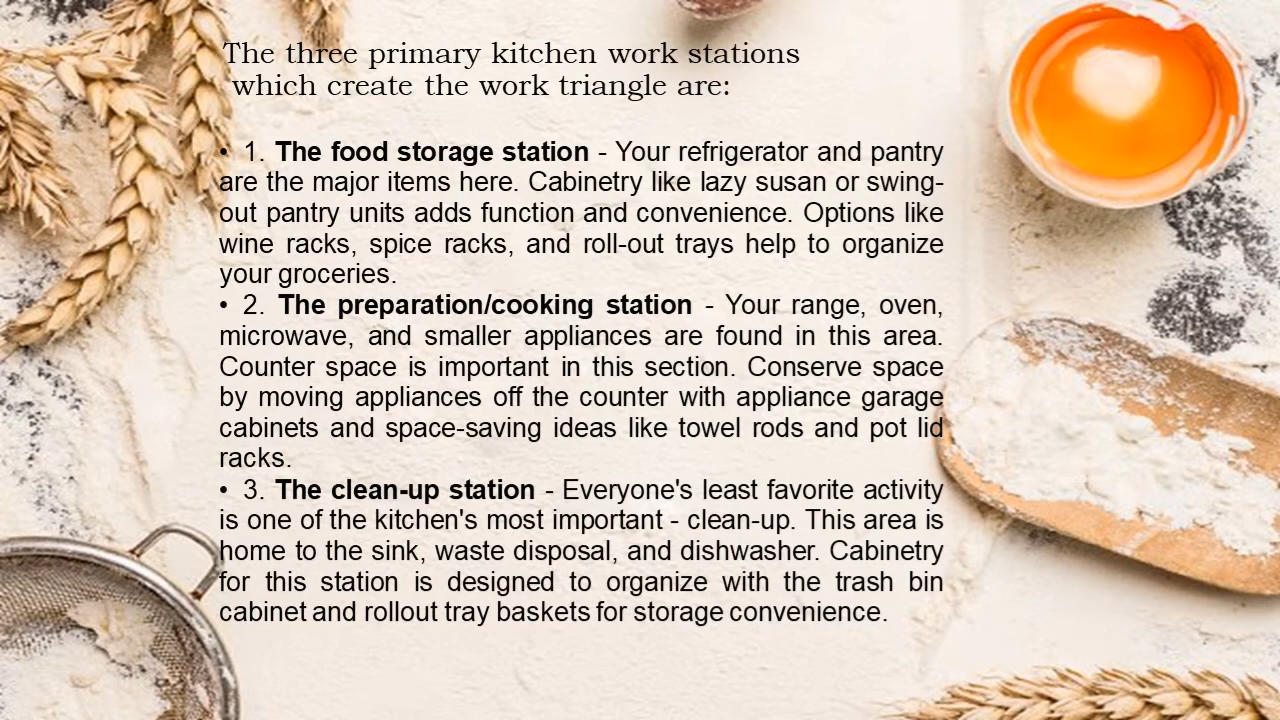 The three primary kitchen work stations
which create the work triangle are:
• 1. The food storage station - Your refrigerator and pantry
are the major items here. Cabinetry like lazy susan or swing-
out pantry units adds function and convenience. Options like
wine racks, spice racks, and roll-out trays help to organize
your groceries.
• 2. The preparation/cooking station - Your range, oven,
microwave, and smaller appliances are found in this area.
Counter space is important in this section. Conserve space
by moving appliances off the counter with appliance garage
cabinets and space-saving ideas like towel rods and pot lid
racks.
• 3. The clean-up station - Everyone's least favorite activity
is one of the kitchen's most important - clean-up. This area is
home to the sink, waste disposal, and dishwasher. Cabinetry
for this station is designed to organize with the trash bin
cabinet and rollout tray baskets for storage convenience.